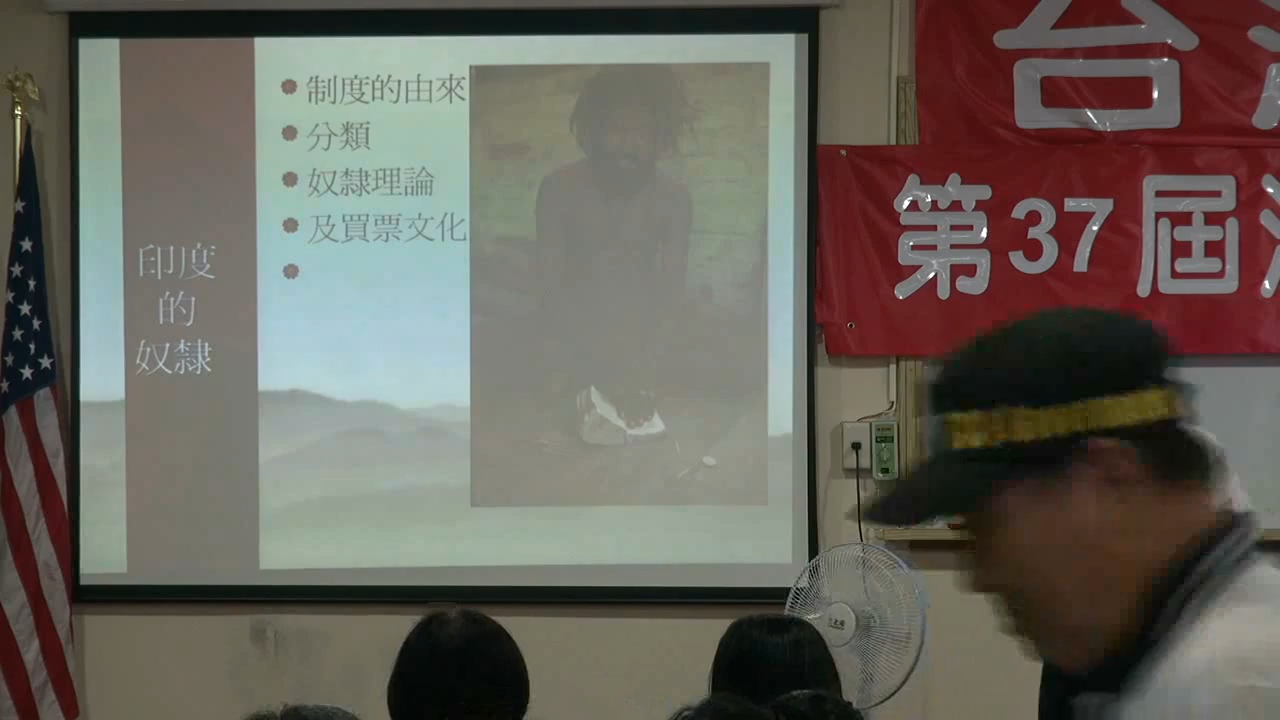 制度的由來
分類
奴隸理論
及買票文化
印度
的
奴隸
台
第37屆